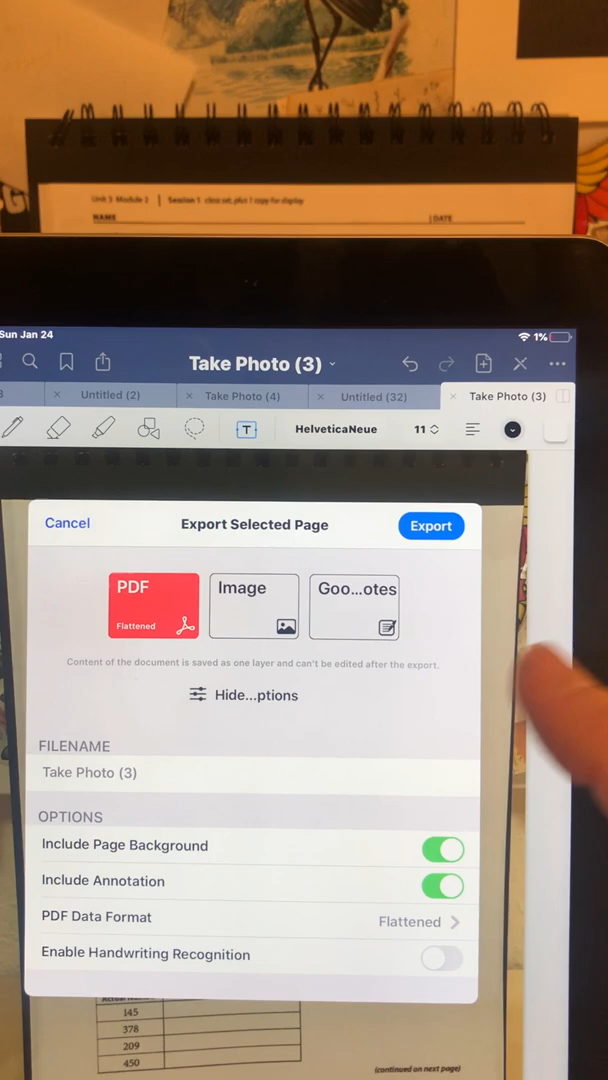 Unit 3 Module 2 | Session 1 class set, plus 1 copy for display
NAME | DATE
Sun Jan 24 1%
Take Photo (3)
3 × Untitled (2) × Take Photo (4) × Untitled (32) × Take Photo (3)
T HelveticaNeue 11
Cancel Export Selected Page Export
PDF Image Goo...otes
Flattened
Content of the document is saved as one layer and can't be edited after the export.
Hide...ptions
FILENAME
Take Photo (3)
OPTIONS
Include Page Background
Include Annotation
PDF Data Format Flattened >
Enable Handwriting Recognition
145
378
209
450
(continued on next page)